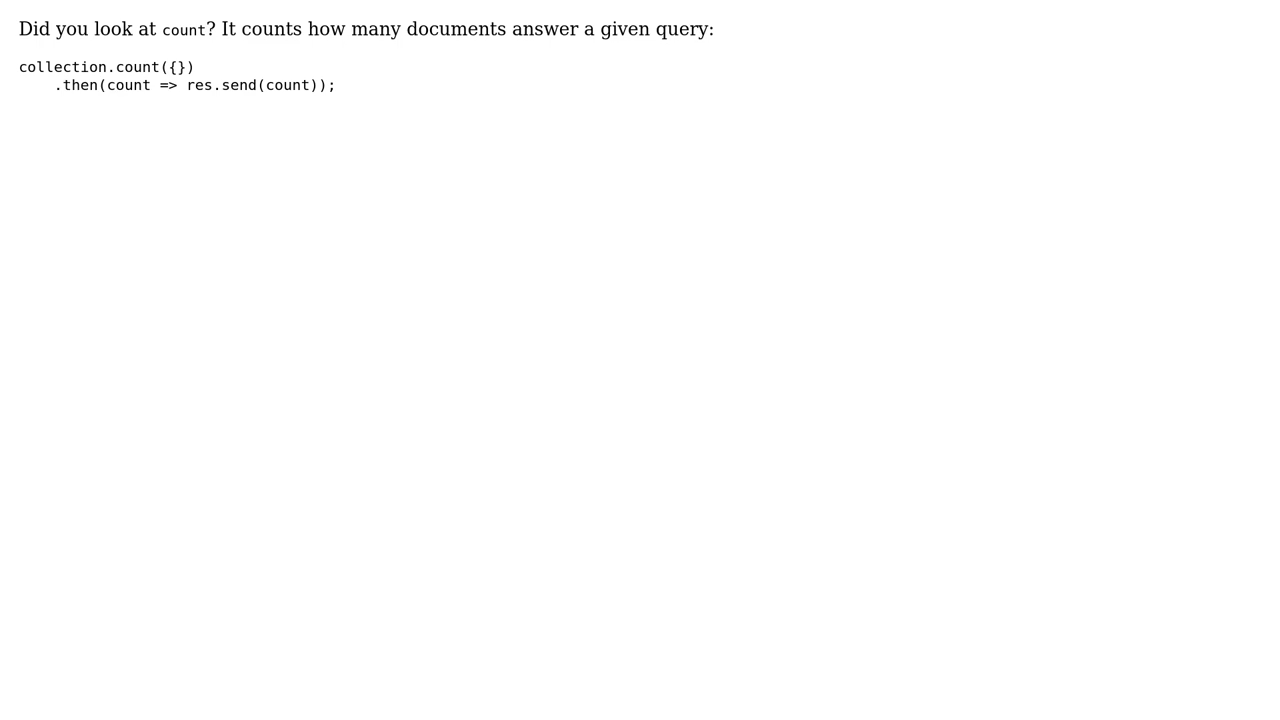 Did you look at count? It counts how many documents answer a given query:
collection.count({})
    .then(count => res.send(count));